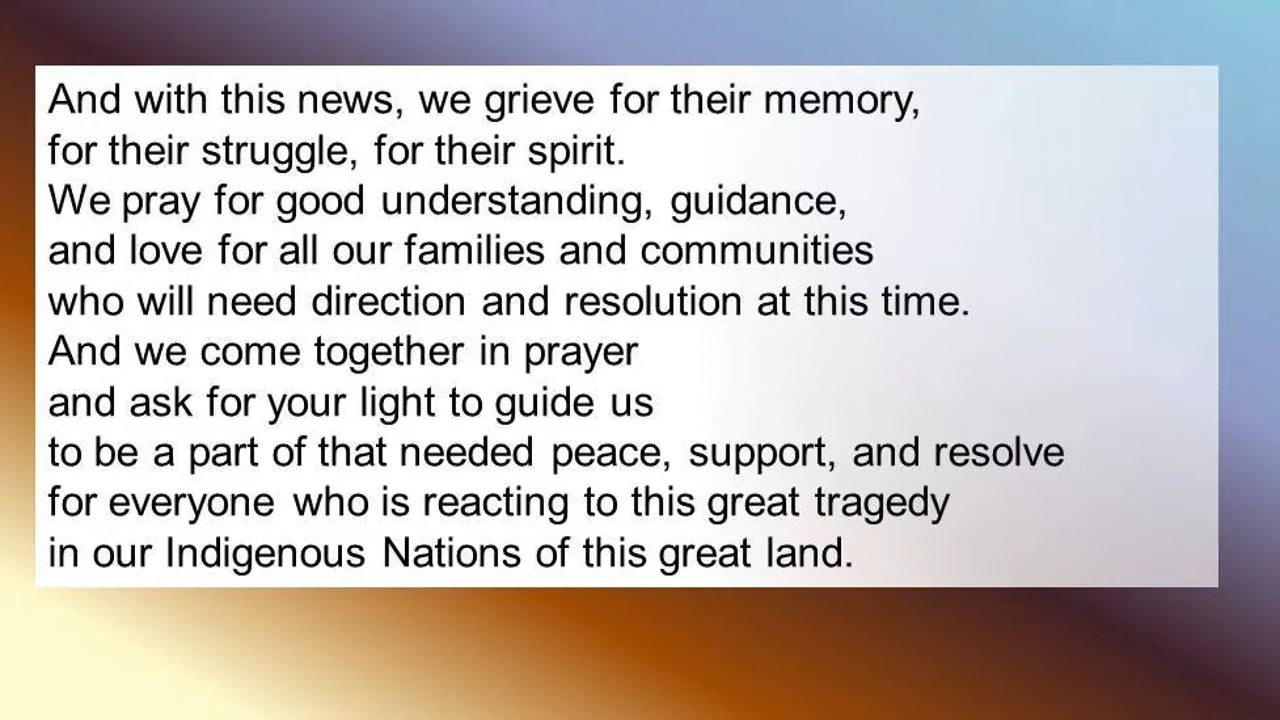 And with this news, we grieve for their memory,
for their struggle, for their spirit.
We pray for good understanding, guidance,
and love for all our families and communities
who will need direction and resolution at this time.
And we come together in prayer
and ask for your light to guide us
to be a part of that needed peace, support, and resolve
for everyone who is reacting to this great tragedy
in our Indigenous Nations of this great land.